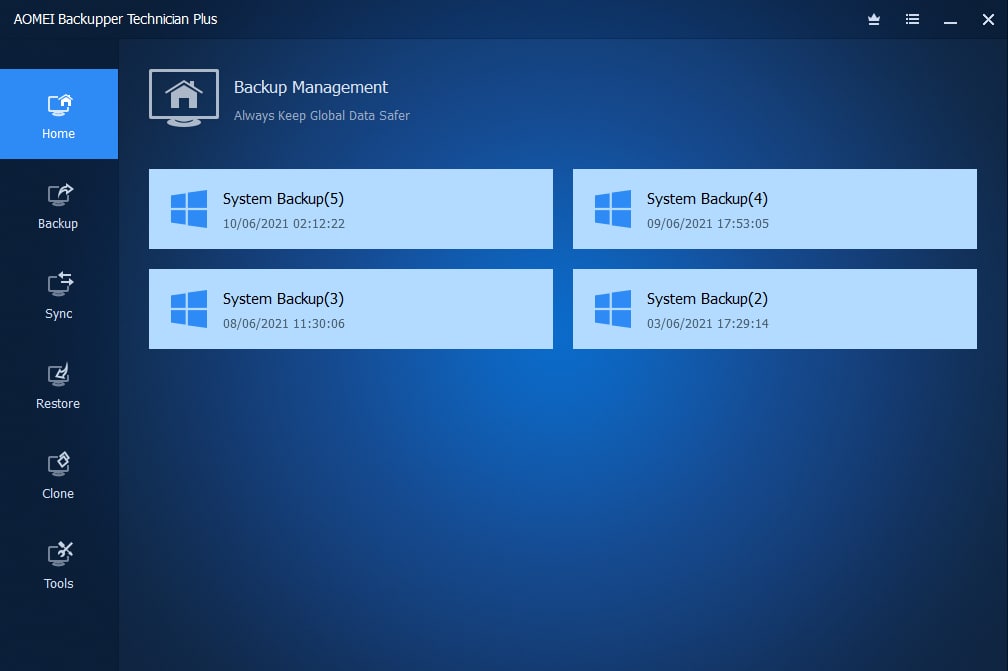 AOMEI Backupper Technician Plus
Home
Backup
Sync
Restore
Clone
Tools
Backup Management
Always Keep Global Data Safer
System Backup(5)
10/06/2021 02:12:22
System Backup(4)
09/06/2021 17:53:05
System Backup(3)
08/06/2021 11:30:06
System Backup(2)
03/06/2021 17:29:14